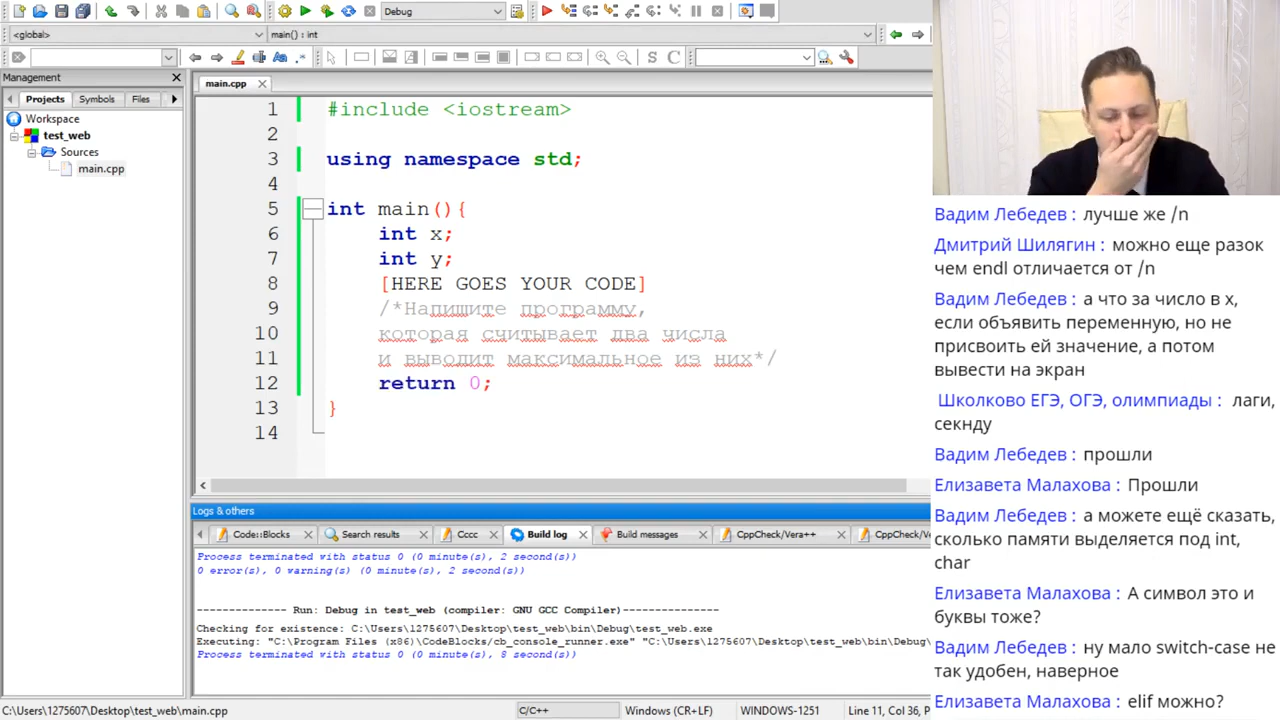 Debug
<global>
main() : int
Management
main.cpp
Projects
Symbols
Files
Workspace
test_web
Sources
main.cpp
1 #include <iostream>
2
3 using namespace std;
4
5 int main(){
6 int x;
7 int y;
8 [HERE GOES YOUR CODE]
9 /*Напишите программу,
10 которая считывает два числа
11 и выводит максимальное из них*/
12 return 0;
13 }
14
Logs & others
Code::Blocks
Search results
Cccc
Build log
Build messages
CppCheck/Vera++
CppCheck/Vera
Process terminated with status 0 (0 minute(s), 2 second(s))
0 error(s), 0 warning(s) (0 minute(s), 2 second(s))
-------------- Run: Debug in test_web (compiler: GNU GCC Compiler)---------------
Checking for existence: C:\Users\1275607\Desktop\test_web\bin\Debug\test_web.exe
Executing: "C:\Program Files (x86)\CodeBlocks/cb_console_runner.exe" "C:\Users\1275607\Desktop\test_web\bin\Debug\
Process terminated with status 0 (0 minute(s), 8 second(s))
C:\Users\1275607\Desktop\test_web\main.cpp
C/C++
Windows (CR+LF)
WINDOWS-1251
Line 11, Col 36, P
Вадим Лебедев : лучше же /n
Дмитрий Шилягин : можно еще разок
чем endl отличается от /n
Вадим Лебедев : а что за число в x,
если объявить переменную, но не
присвоить ей значение, а потом
вывести на экран
Школково ЕГЭ, ОГЭ, олимпиады : лаги,
секнду
Вадим Лебедев : прошли
Елизавета Малахова : Прошли
Вадим Лебедев : а можете ещё сказать,
сколько памяти выделяется под int,
char
Елизавета Малахова : А символ это и
буквы тоже?
Вадим Лебедев : ну мало switch-case не
так удобен, наверное
Елизавета Малахова : elif можно?